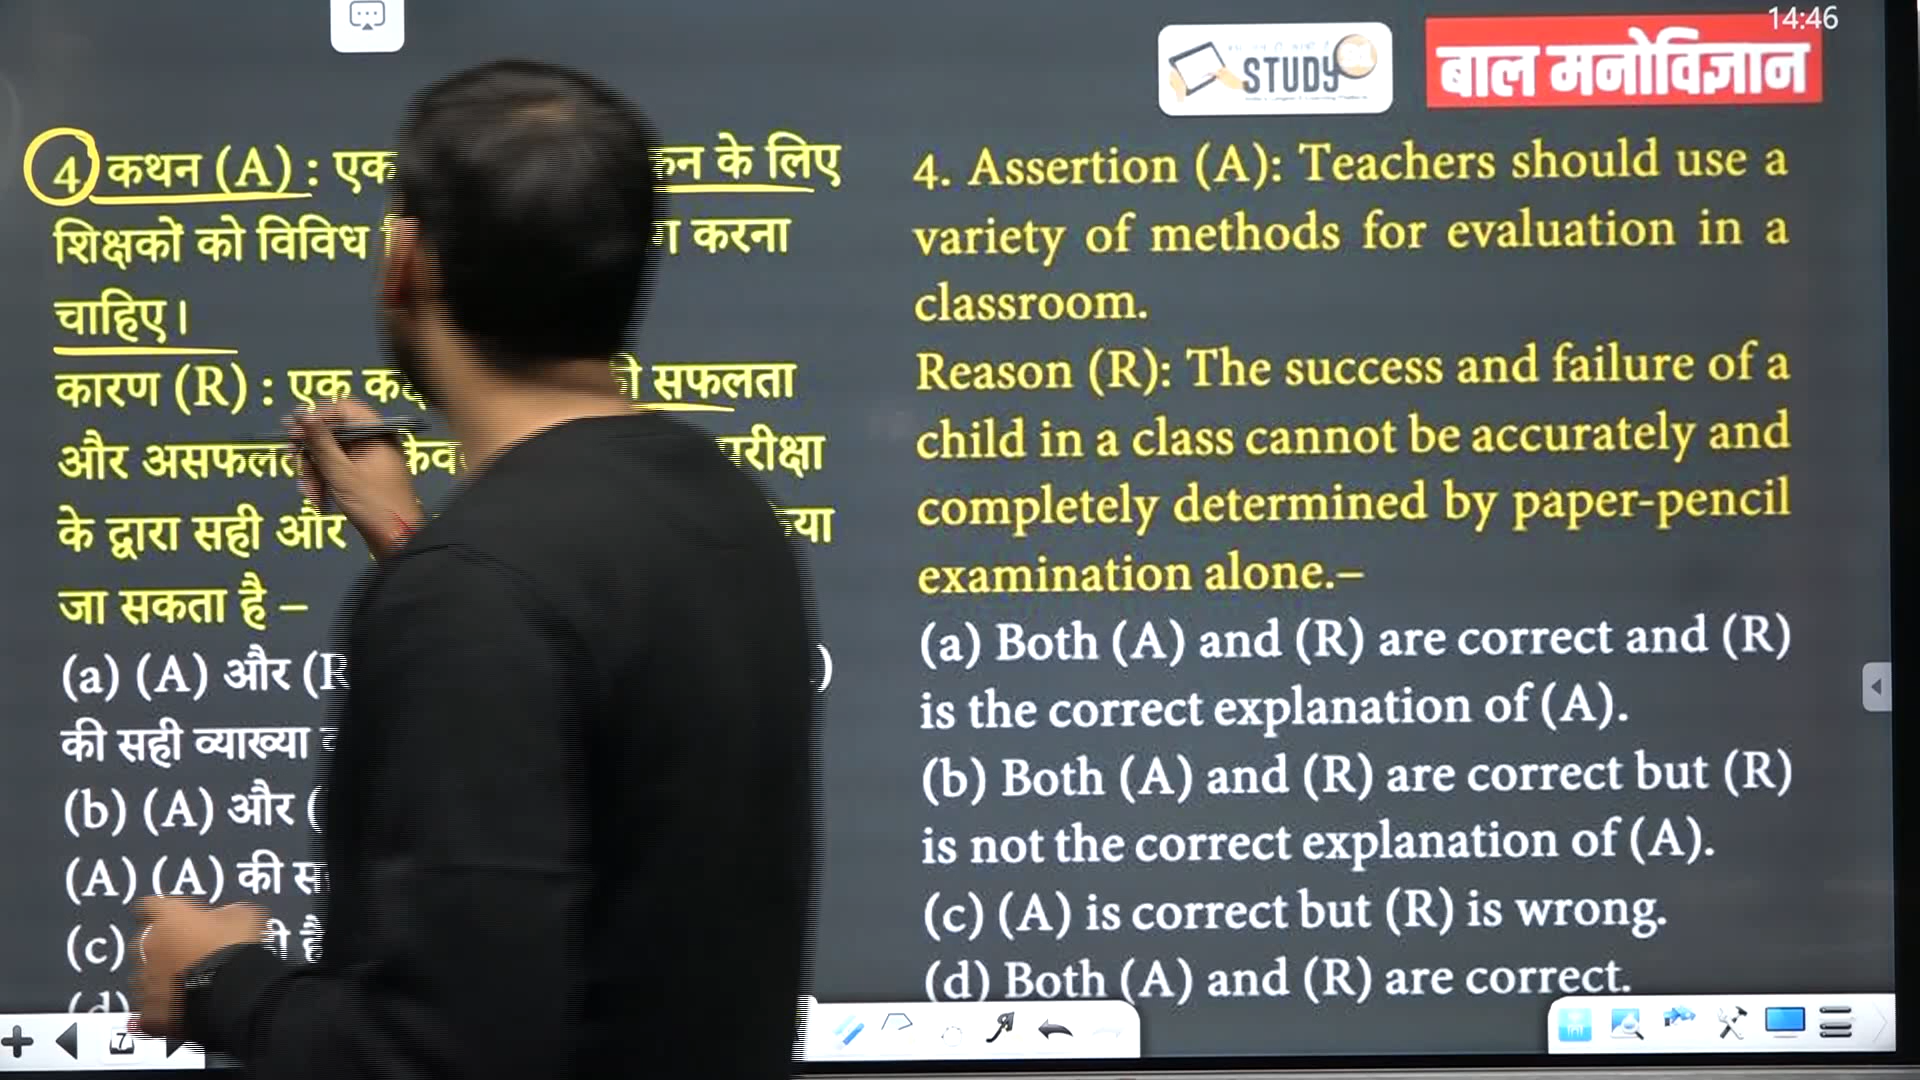 14:46
STUDY
बाल मनोविज्ञान
4 कथन (A) : एक के लिए
शिक्षकों को विविध करना
चाहिए।
कारण (R) : एक सफलता
और
के द्वारा सही और
जा सकता है –
(a) (A) और (R
की सही व्याख्या
(b) (A) और (
(A) (A) की
(c)
(d)
4. Assertion (A): Teachers should use a
variety of methods for evaluation in a
classroom.
Reason (R): The success and failure of a
child in a class cannot be accurately and
completely determined by paper-pencil
examination alone.–
(a) Both (A) and (R) are correct and (R)
is the correct explanation of (A).
(b) Both (A) and (R) are correct but (R)
is not the correct explanation of (A).
(c) (A) is correct but (R) is wrong.
(d) Both (A) and (R) are correct.
7